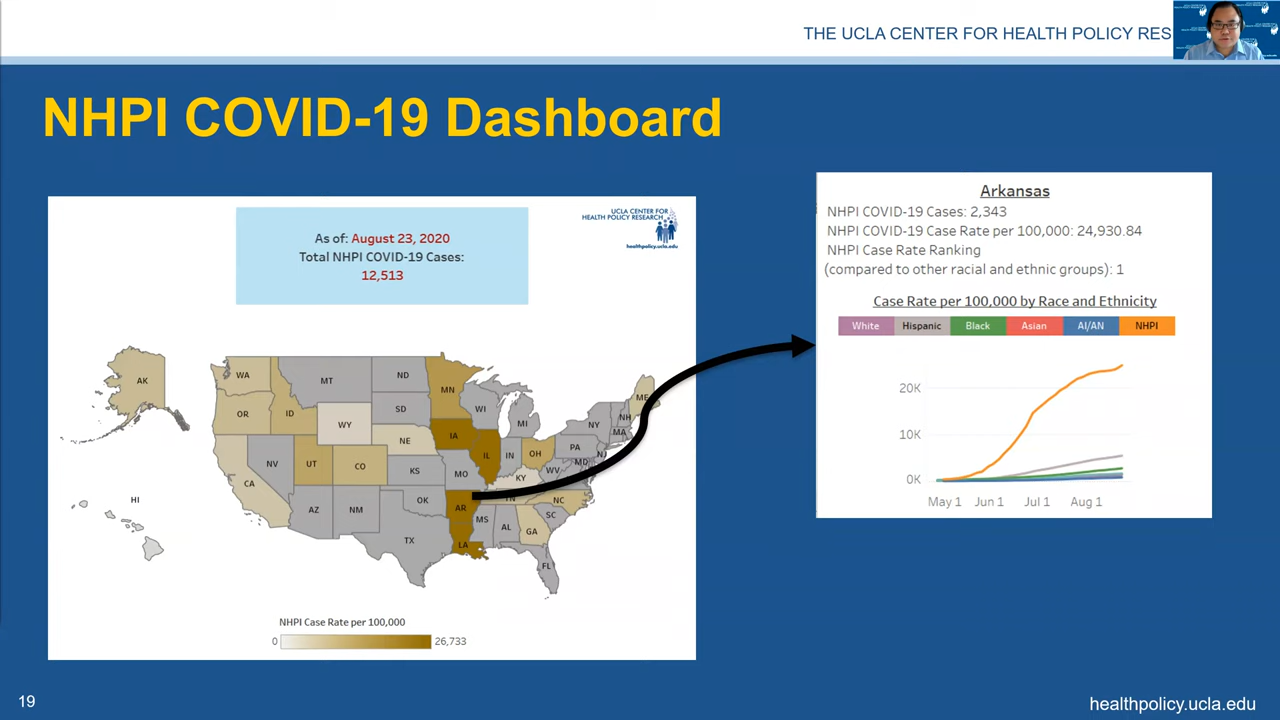 THE UCLA CENTER FOR HEALTH POLICY RES
NHPI COVID-19 Dashboard
As of: August 23, 2020
Total NHPI COVID-19 Cases:
12,513
UCLA CENTER FOR
HEALTH POLICY RESEARCH
healthpolicy.ucla.edu
AK
WA
MT
ND
MN
ME
OR
ID
SD
WI
NH
WY
MI
NY
MA
NE
IA
PA
NJ
NV
UT
CO
IL
IN
OH
MD
CA
KS
MO
WV
KY
HI
AZ
NM
OK
AR
TN
NC
MS
AL
GA
SC
TX
LA
FL
NHPI Case Rate per 100,000
0
26,733
Arkansas
NHPI COVID-19 Cases: 2,343
NHPI COVID-19 Case Rate per 100,000: 24,930.84
NHPI Case Rate Ranking
(compared to other racial and ethnic groups): 1
Case Rate per 100,000 by Race and Ethnicity
White Hispanic Black Asian AI/AN NHPI
20K
10K
0K
May 1 Jun 1 Jul 1 Aug 1
19
healthpolicy.ucla.edu